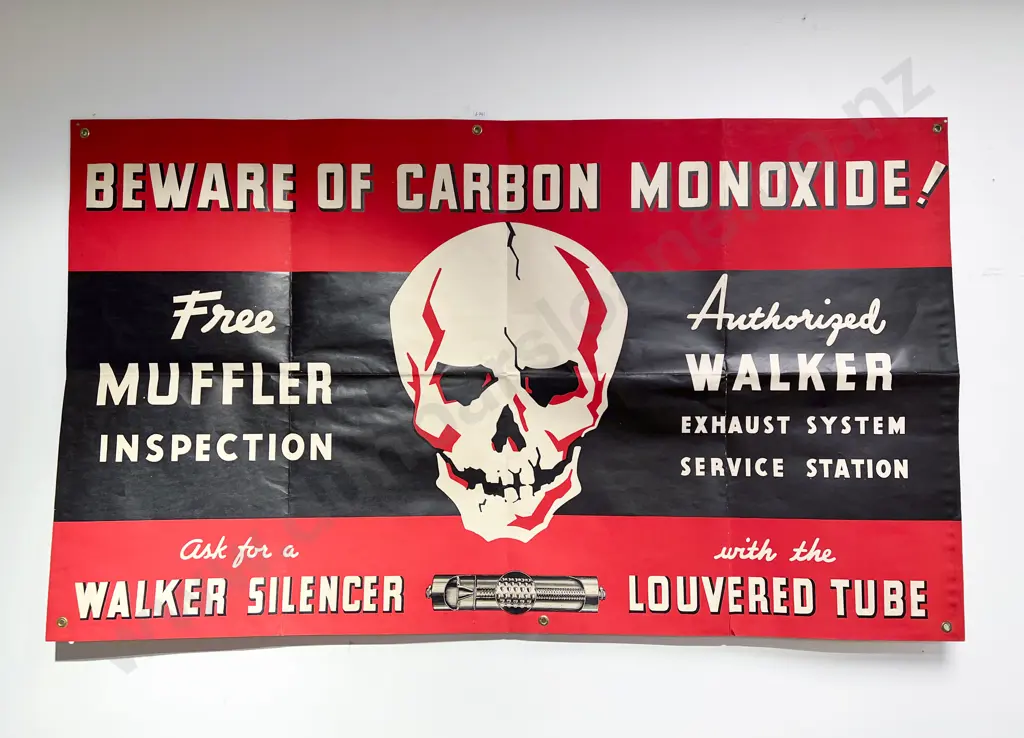 BEWARE OF CARBON MONOXIDE!
Free
MUFFLER
INSPECTION
Authorized
WALKER
EXHAUST SYSTEM
SERVICE STATION
Ask for a
WALKER SILENCER
with the
LOUVERED TUBE